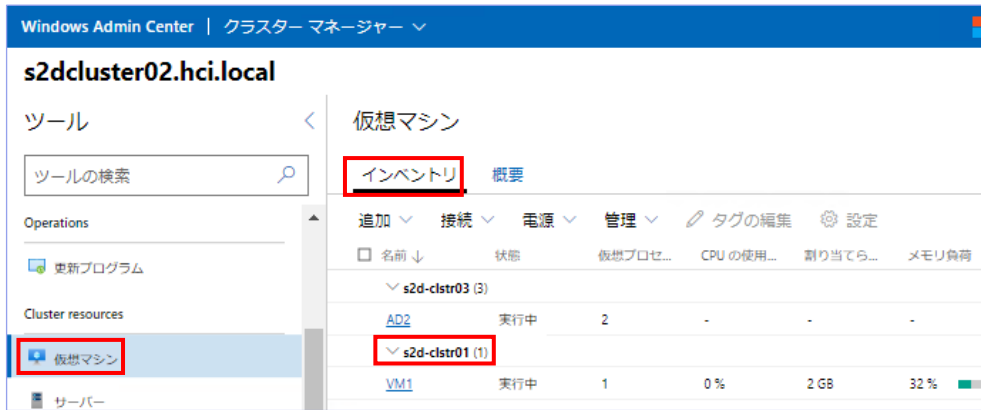 Windows Admin Center | クラスター マネージャー
s2dcluster02.hci.local
ツール
ツールの検索
Operations
更新プログラム
Cluster resources
仮想マシン
サーバー
仮想マシン
インベントリ 概要
追加 接続 電源 管理 タグの編集 設定
名前 状態 仮想プロセ... CPU の使用... 割り当てら... メモリ負荷
s2d-clstr03 (3)
AD2 実行中 2 - - -
s2d-clstr01 (1)
VM1 実行中 1 0 % 2 GB 32 %